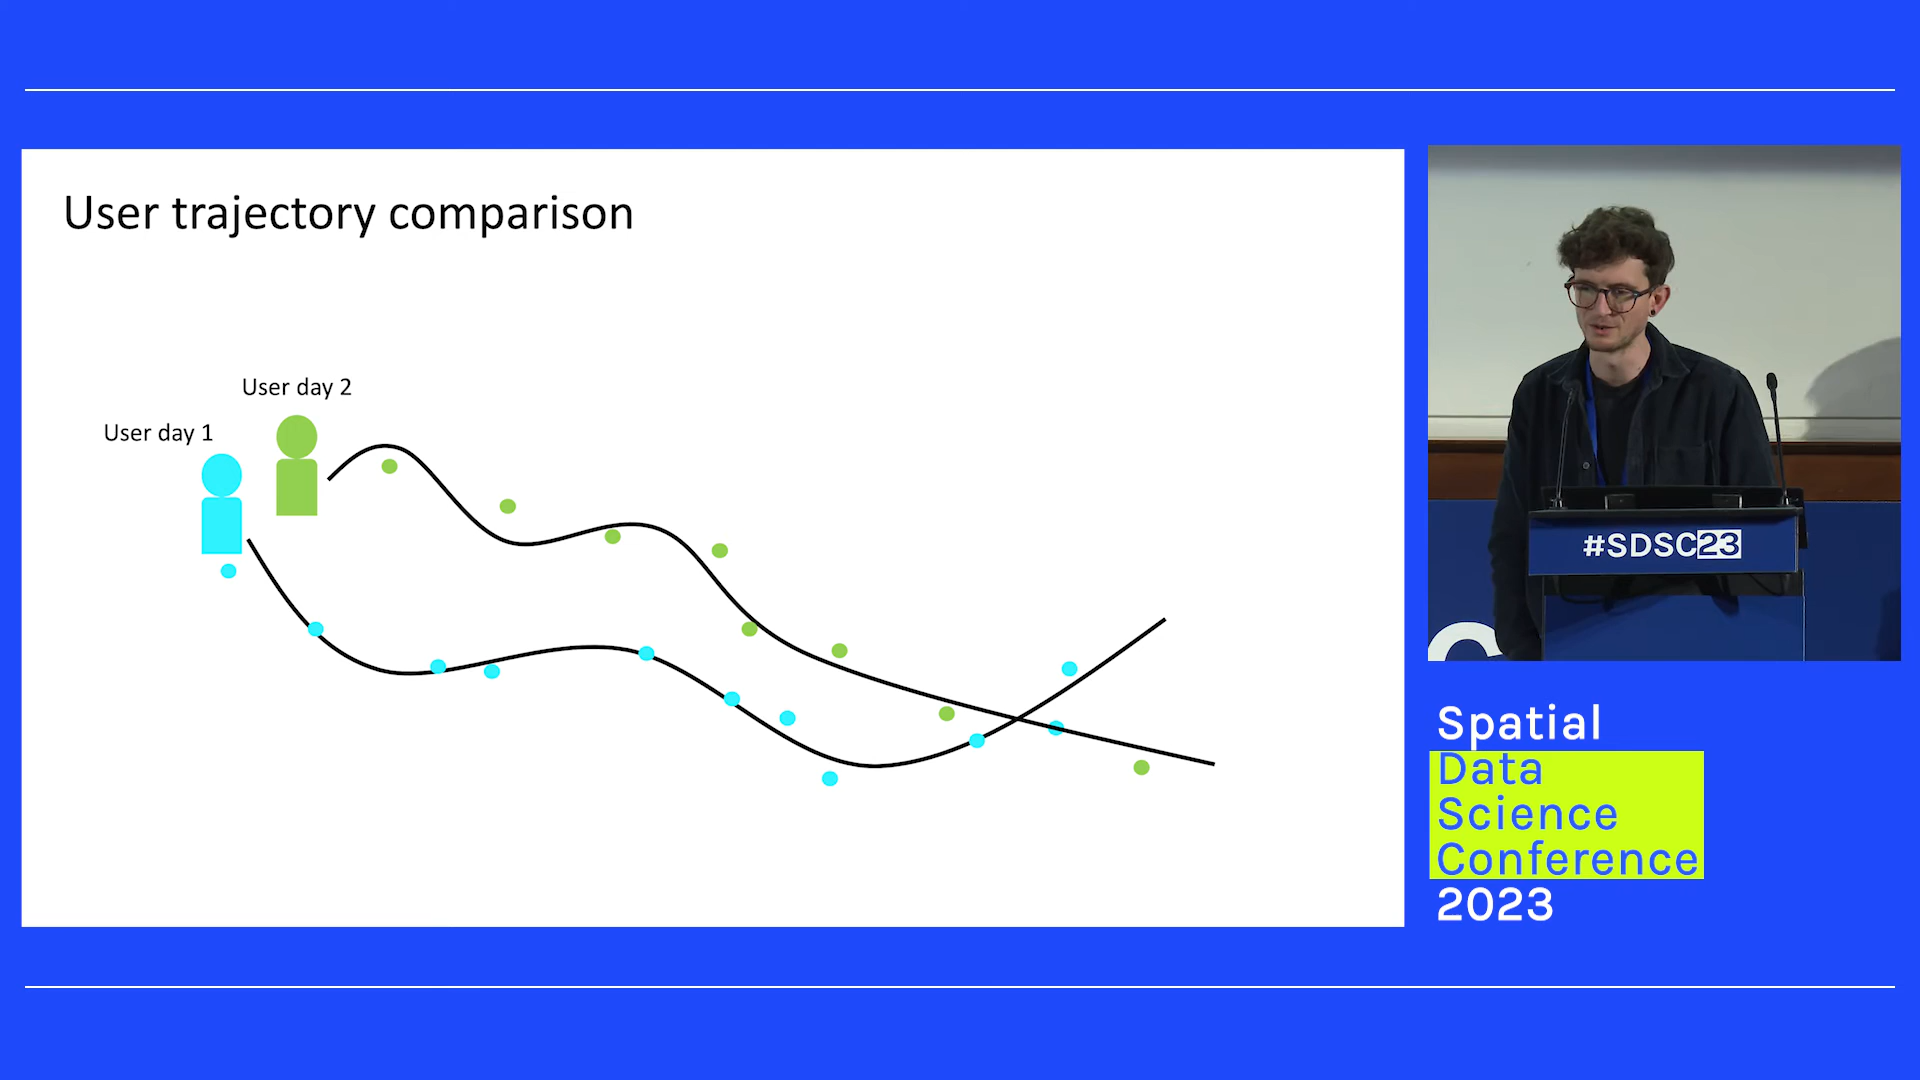 User trajectory comparison
User day 2
User day 1
#SDSC23
Spatial
Data
Science
Conference
2023